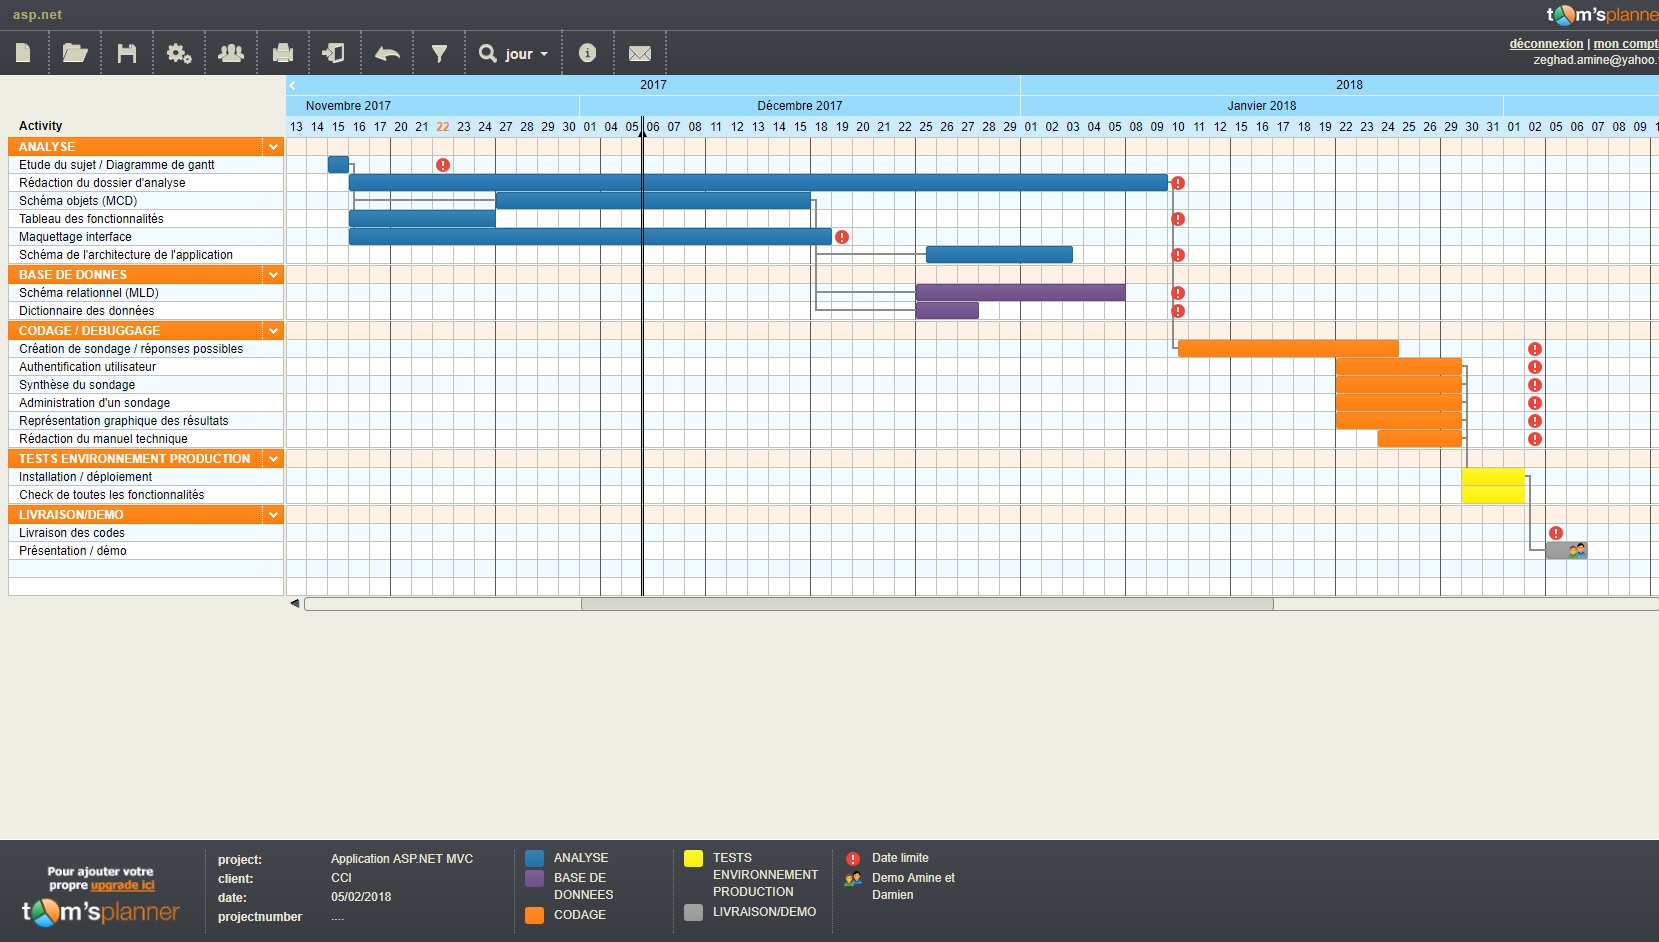 asp.net
tom'splanne
jour
déconnexion | mon compt
zeghad.amine@yahoo.
2017 2018
Novembre 2017 Décembre 2017 Janvier 2018
Activity
13 14 15 16 17 20 21 22 23 24 27 28 29 30 01 04 05 06 07 08 11 12 13 14 15 18 19 20 21 22 25 26 27 28 29 01 02 03 04 05 08 09 10 11 12 15 16 17 18 19 22 23 24 25 26 29 30 31 01 02 05 06 07 08 09 1
ANALYSE
Etude du sujet / Diagramme de gantt
Rédaction du dossier d'analyse
Schéma objets (MCD)
Tableau des fonctionnalités
Maquettage interface
Schéma de l'architecture de l'application
BASE DE DONNES
Schéma relationnel (MLD)
Dictionnaire des données
CODAGE / DEBUGGAGE
Création de sondage / réponses possibles
Authentification utilisateur
Synthèse du sondage
Administration d'un sondage
Représentation graphique des résultats
Rédaction du manuel technique
TESTS ENVIRONNEMENT PRODUCTION
Installation / déploiement
Check de toutes les fonctionnalités
LIVRAISON/DEMO
Livraison des codes
Présentation / démo
Pour ajouter votre
propre upgrade ici
tom'splanner
project: Application ASP.NET MVC
client: CCI
date: 05/02/2018
projectnumber ....
ANALYSE
BASE DE
DONNEES
CODAGE
TESTS
ENVIRONNEMENT
PRODUCTION
LIVRAISON/DEMO
Date limite
Demo Amine et
Damien